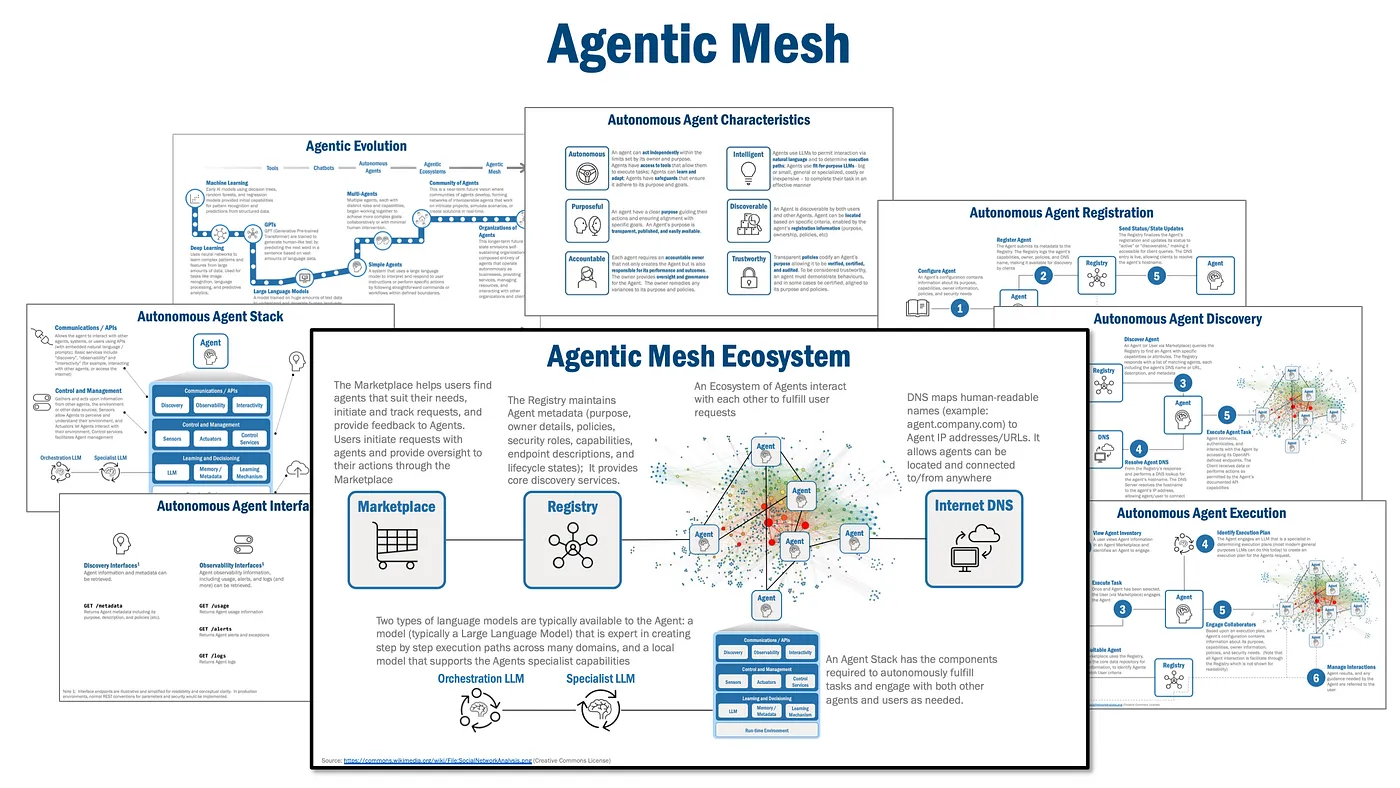 Agentic Mesh
Agentic Evolution
Tools
Chatbots
Autonomous
Agents
Agentic
Ecosystems
Agentic
Mesh
Machine Learning
Early AI models using decision trees,
random forests, and regression
models provided initial capabilities
for pattern recognition and
predictions from structured data.
Deep Learning
Uses neural networks to
learn complex patterns and
features from large
amounts of data. Used for
tasks like image
recognition, language
processing, and predictive
analytics.
GPTs
GPT (Generative Pre-trained
Transformer) are trained to
generate human-like text by
predicting the next word in a
sentence based on vast
amounts of language data.
Large Language Models
A model trained on huge amounts of text data
Multi-Agents
Multiple agents, each with
distinct roles and capabilities,
began working together to
achieve more complex goals
collaboratively or with minimal
human intervention.
Simple Agents
A system that uses a large language
model to interpret and respond to user
instructions or perform specific actions
by following straightforward commands or
workflows within defined boundaries.
Community of Agents
This is a near-term future vision where
communities of agents develop, forming
networks of interdependent agents that work
on intricate projects, simulate scenarios, or
solutions in real-time.
Organizations of
Agents
This longer-term future
Autonomous Agent Characteristics
Autonomous
An agent can act independently within the
limits set by its owner and purpose.
Agents have access to tools that allow them
to execute tasks; Agents can learn and
adapt; Agents have safeguards that ensure
it adhere to its purpose and goals.
Intelligent
Agents use LLMs to permit interaction via
natural language and to determine execution
paths; Agents use fit-for-purpose LLMs - big
or small, general or specialized, costly or
inexpensive – to complete their task in an
effective manner
Purposeful
An agent have a clear purpose guiding their
actions and ensuring alignment with
specific goals. An Agent's purpose is
transparent, published, and easily available.
Discoverable
An Agent is discoverable by both users
and other Agents. Agent can be located
based on specific criteria, enabled by the
agent's registration information (purpose,
ownership, policies, etc)
Accountable
Each agent requires an accountable owner
that not only creates the Agent but is also
responsible for its performance and outcomes.
The owner provides oversight and governance
for the Agent. The owner remedies any
variances to its purpose and policies.
Trustworthy
Transparent policies codify an Agent's
purpose allowing it to be verified, certified,
and audited. To be considered trustworthy,
an agent must demonstrate behaviours,
and in some cases be certified, aligned to
its purpose and policies.
Autonomous Agent Registration
Configure Agent
An Agent configuration contains
information about its purpose,
capabilities, owner information,
policies, and security needs
1
Register Agent
The Agent submits its metadata to the
Registry. The Registry logs the agent's
capabilities, owner, policies, and DNS
name, making it available for discovery
by clients
2
Agent
Registry
Send Status/State Updates
The Registry finalizes the Agent's
registration and updates its status to
"active" or "discoverable," making it
accessible for client queries. The DNS
entry is live, allowing clients to resolve
the agent's hostname.
5
Agent
Autonomous Agent Stack
Communications / APIs
Allows the agent to interact with other
agents, systems, or users using APIs
(with embedded natural language /
prompts); Basic services include
"discovery", "observability" and
"interactivity" (for example, interacting
with other agents, or access to the
internet)
Control and Management
Gathers and acts upon information
from other agents, the environment
or other data sources; Sensors
allow Agents to perceive and
understand their environment, and
Actuators let Agents interact with
their environment; Control services
facilitates Agent management
Orchestration LLM
Specialist LLM
Agent
Communications / APIs
Discovery
Observability
Interactivity
Control and Management
Sensors
Actuators
Control
Services
Learning and Decisioning
LLM
Memory /
Metadata
Learning
Mechanism
Autonomous Agent Discovery
Discover Agent
An Agent (or User via Marketplace) queries the
Registry to find an Agent with specific
capabilities or attributes. The Registry
responds with a list of matching agents, each
including the agent's DNS name or URL,
description, and metadata
Registry
3
Agent
5
DNS
4
Resolve Agent DNS
From the Registry's response
and performs a DNS lookup for
the agent's hostname. The DNS
Server resolves the hostname
to the agent's IP address,
allowing agent/user to connect
Execute Agent Task
Agent connects,
authenticates, and
interacts with the Agent by
accessing its OpenAPI
defined endpoints. The
Client receives data or
performs actions as
permitted by the Agent's
documented API
capabilities
Agent
Agent
Agent
Agent
Agent
Agent
Autonomous Agent Interfa
Discovery Interfaces¹
Agent information and metadata can
be retrieved.
GET /metadata
Returns Agent metadata including its
purpose, description, and policies (etc).
Observability Interfaces¹
Agent observability information,
including usage, alerts, and logs (and
more) can be retrieved.
GET /usage
Returns Agent usage information
GET /alerts
Returns Agent alerts and exceptions
GET /logs
Returns Agent logs
Note 1: Interface endpoints are illustrative and simplified for readability and conceptual clarity. In production
environments, normal REST conventions for parameters and security would be implemented.
Autonomous Agent Execution
View Agent Inventory
A user views Agent information
in an Agent Marketplace and
identifies an Agent to engage.
4
Identify Execution Plan
The Agent engages an LLM that is a specialist in
determining execution plans (most modern general
purposes LLMs can do this today) to create an
execution plan for the Agents request.
Execute Task
Once and Agent has been selected,
the User (via Marketplace) engages
the Agent
3
Agent
5
Engage Collaborators
Based upon an execution plan, an
Agent's configuration contains
information about its purpose,
capabilities, owner information,
policies, and security needs. (Note that
all Agent interaction is facilitate through
the Registry which is not shown for
readability)
Registry
6
Manage Interactions
Agent results, and any
guidance needed by the
Agent are referred to the
user
Agentic Mesh Ecosystem
The Marketplace helps users find
agents that suit their needs,
initiate and track requests, and
provide feedback to Agents.
Users initiate requests with
agents and provide oversight to
their actions through the
Marketplace
Marketplace
The Registry maintains
Agent metadata (purpose,
owner details, policies,
security roles, capabilities,
endpoint descriptions, and
lifecycle states); It provides
core discovery services.
Registry
An Ecosystem of Agents interact
with each other to fulfill user
requests
Agent
Agent
Agent
Agent
Agent
Agent
DNS maps human-readable
names (example:
agent.company.com) to
Agent IP addresses/URLs. It
allows agents can be
located and connected
to/from anywhere
Internet DNS
Two types of language models are typically available to the Agent: a
model (typically a Large Language Model) that is expert in creating
step by step execution paths across many domains, and a local
model that supports the Agents specialist capabilities
Orchestration LLM
Specialist LLM
Communications / APIs
Discovery
Observability
Interactivity
Control and Management
Sensors
Actuators
Control
Services
Learning and Decisioning
LLM
Memory /
Metadata
Learning
Mechanism
Run-time Environment
An Agent Stack has the components
required to autonomously fulfill
tasks and engage with both other
agents and users as needed.
Source: https://commons.wikimedia.org/wiki/File:SocialNetworkAnalysis.png (Creative Commons License)